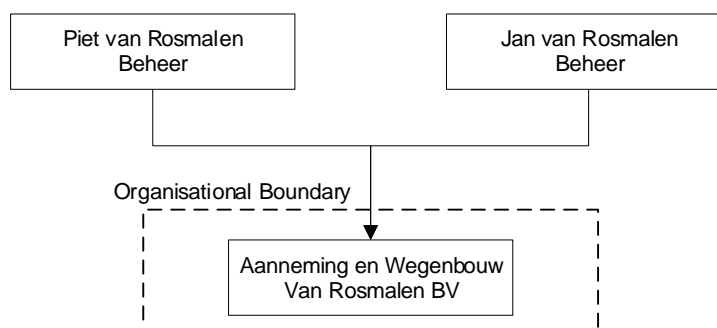 Piet van Rosmalen
Beheer
Jan van Rosmalen
Beheer
Organisational Boundary
Aanneming en Wegenbouw
Van Rosmalen BV